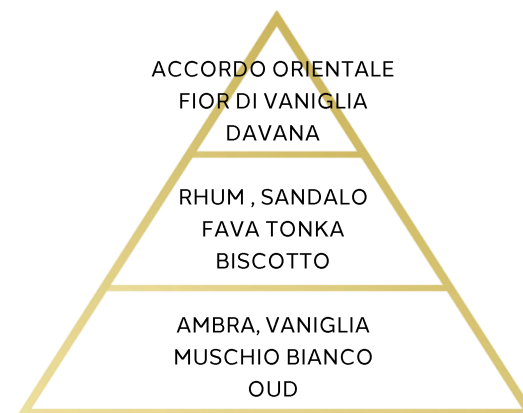 ACCORDO ORIENTALE
FIOR DI VANIGLIA
DAVANA
RHUM , SANDALO
FAVA TONKA
BISCOTTO
AMBRA, VANIGLIA
MUSCHIO BIANCO
OUD